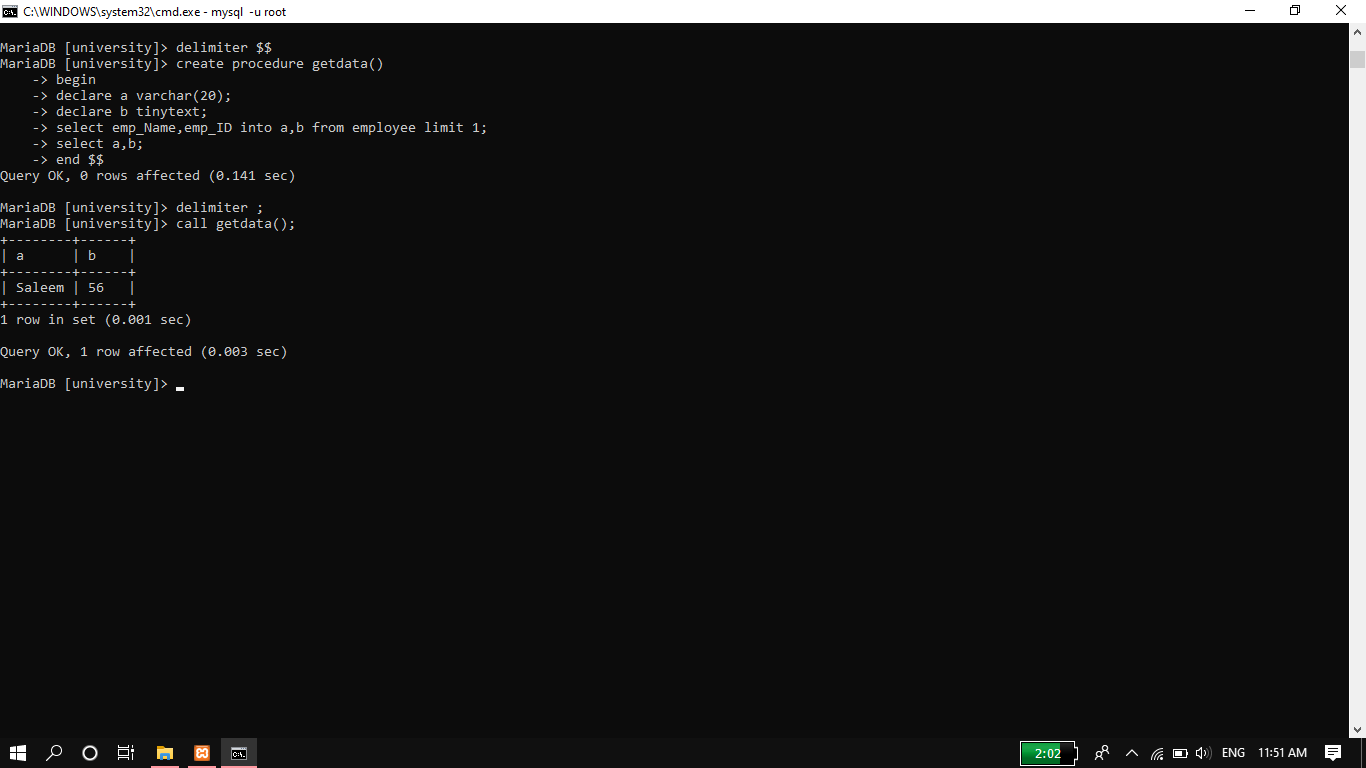 C:\WINDOWS\system32\cmd.exe - mysql  -u root
MariaDB [university]> delimiter $$
MariaDB [university]> create procedure getdata()
    -> begin
    -> declare a varchar(20);
    -> declare b tinytext;
    -> select emp_Name,emp_ID into a,b from employee limit 1;
    -> select a,b;
    -> end $$
Query OK, 0 rows affected (0.141 sec)
MariaDB [university]> delimiter ;
MariaDB [university]> call getdata();
+--------+------+
| a      | b    |
+--------+------+
| Saleem | 56   |
+--------+------+
1 row in set (0.001 sec)
Query OK, 1 row affected (0.003 sec)
MariaDB [university]>
2:02 ENG 11:51 AM